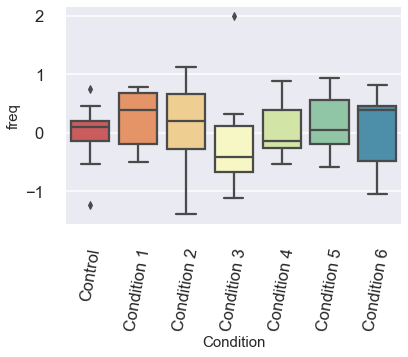 2
1
0
−1
freq
Control
Condition 1
Condition 2
Condition 3
Condition 4
Condition 5
Condition 6
Condition